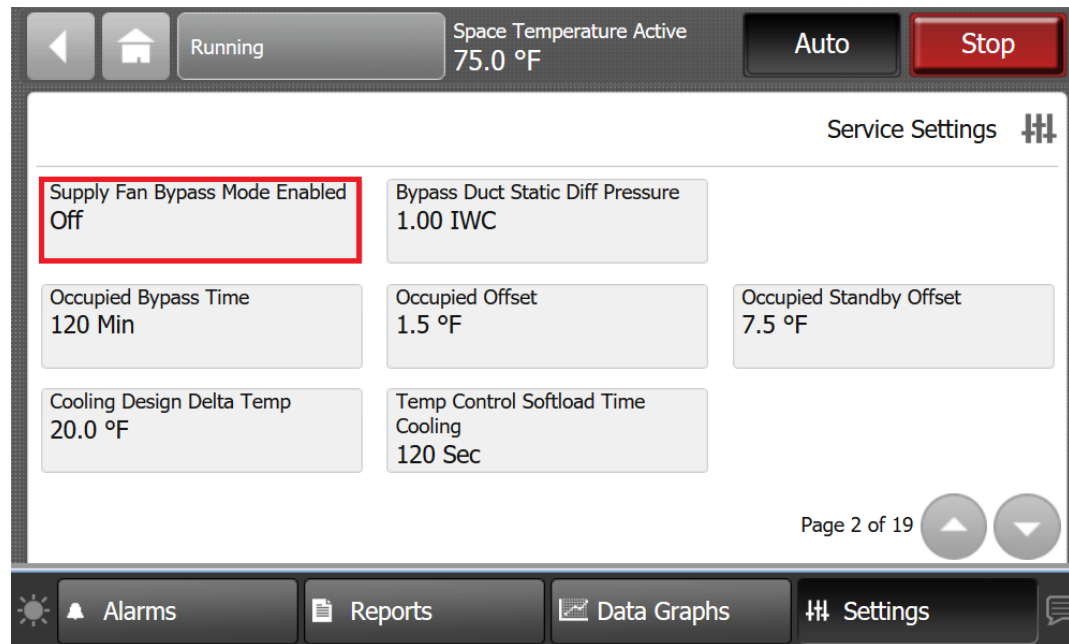 Running
Space Temperature Active
75.0 °F
Auto
Stop
Service Settings
Supply Fan Bypass Mode Enabled
Off
Bypass Duct Static Diff Pressure
1.00 IWC
Occupied Bypass Time
120 Min
Occupied Offset
1.5 °F
Occupied Standby Offset
7.5 °F
Cooling Design Delta Temp
20.0 °F
Temp Control Softload Time
Cooling
120 Sec
Page 2 of 19
Alarms
Reports
Data Graphs
Settings